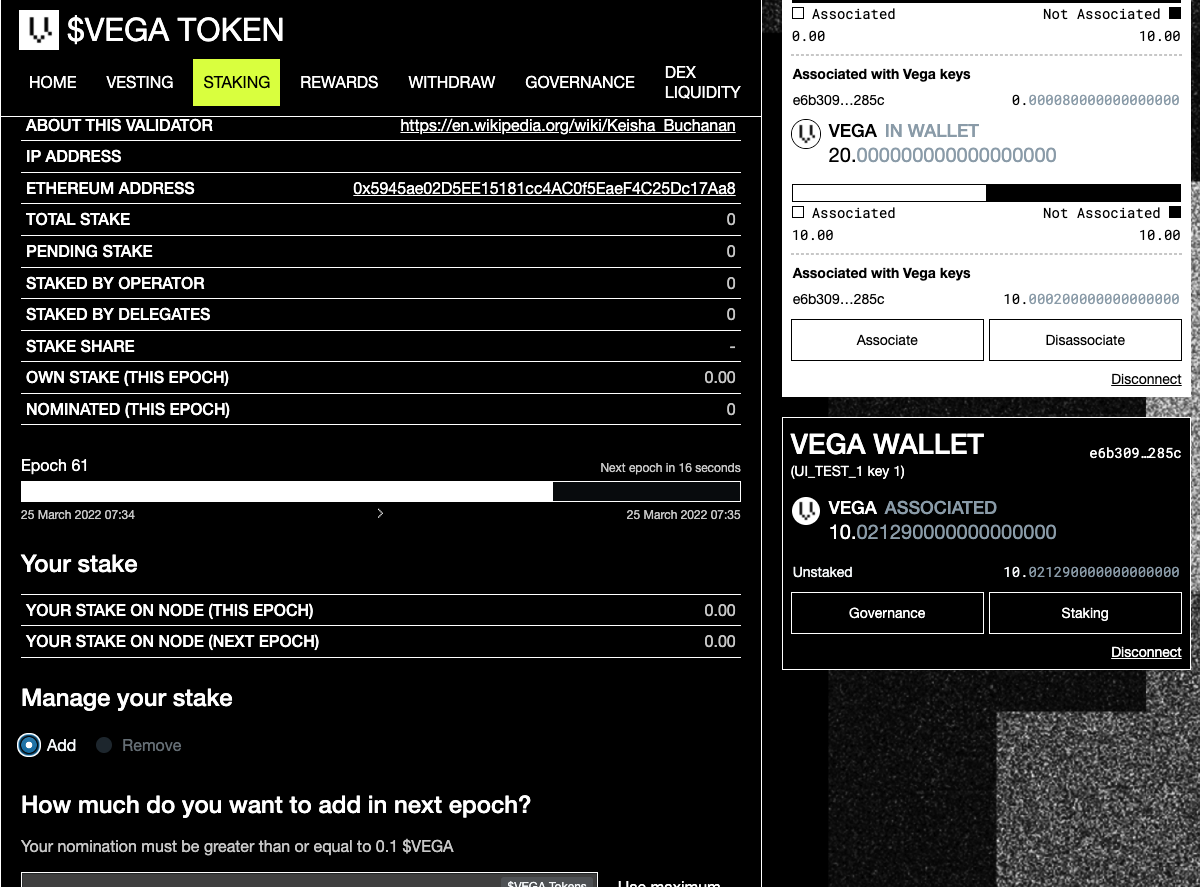 $VEGA TOKEN
HOME VESTING STAKING REWARDS WITHDRAW GOVERNANCE DEX LIQUIDITY
ABOUT THIS VALIDATOR https://en.wikipedia.org/wiki/Keisha_Buchanan
IP ADDRESS
ETHEREUM ADDRESS 0x5945ae02D5EE15181cc4AC0f5EaeF4C25Dc17Aa8
TOTAL STAKE 0
PENDING STAKE 0
STAKED BY OPERATOR 0
STAKED BY DELEGATES 0
STAKE SHARE -
OWN STAKE (THIS EPOCH) 0.00
NOMINATED (THIS EPOCH) 0
Epoch 61 Next epoch in 16 seconds
25 March 2022 07:34 > 25 March 2022 07:35
Your stake
YOUR STAKE ON NODE (THIS EPOCH) 0.00
YOUR STAKE ON NODE (NEXT EPOCH) 0.00
Manage your stake
Add Remove
How much do you want to add in next epoch?
Your nomination must be greater than or equal to 0.1 $VEGA
$VEGA Tokens Use maximum
Associated Not Associated
0.00 10.00
Associated with Vega keys
e6b309…285c 0.000080000000000000
VEGA IN WALLET
20.000000000000000000
Associated Not Associated
10.00 10.00
Associated with Vega keys
e6b309…285c 10.000200000000000000
Associate Disassociate
Disconnect
VEGA WALLET e6b309…285c
(UI_TEST_1 key 1)
VEGA ASSOCIATED
10.021290000000000000
Unstaked 10.021290000000000000
Governance Staking
Disconnect